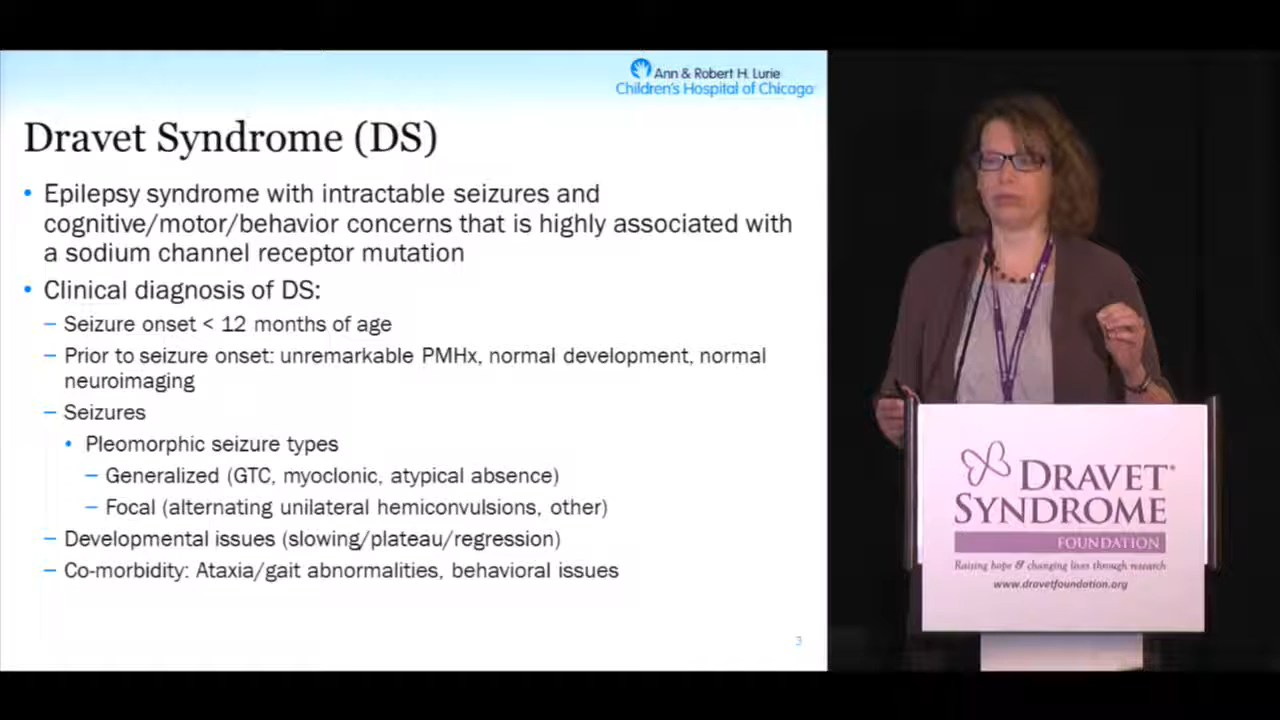 Ann & Robert H. Lurie
Children's Hospital of Chicago
Dravet Syndrome (DS)
• Epilepsy syndrome with intractable seizures and
cognitive/motor/behavior concerns that is highly associated with
a sodium channel receptor mutation
• Clinical diagnosis of DS:
– Seizure onset < 12 months of age
– Prior to seizure onset: unremarkable PMHx, normal development, normal
neuroimaging
– Seizures
• Pleomorphic seizure types
– Generalized (GTC, myoclonic, atypical absence)
– Focal (alternating unilateral hemiconvulsions, other)
– Developmental issues (slowing/plateau/regression)
– Co-morbidity: Ataxia/gait abnormalities, behavioral issues
3
DRAVET®
SYNDROME
FOUNDATION
Raising hope & changing lives through research
www.dravetfoundation.org